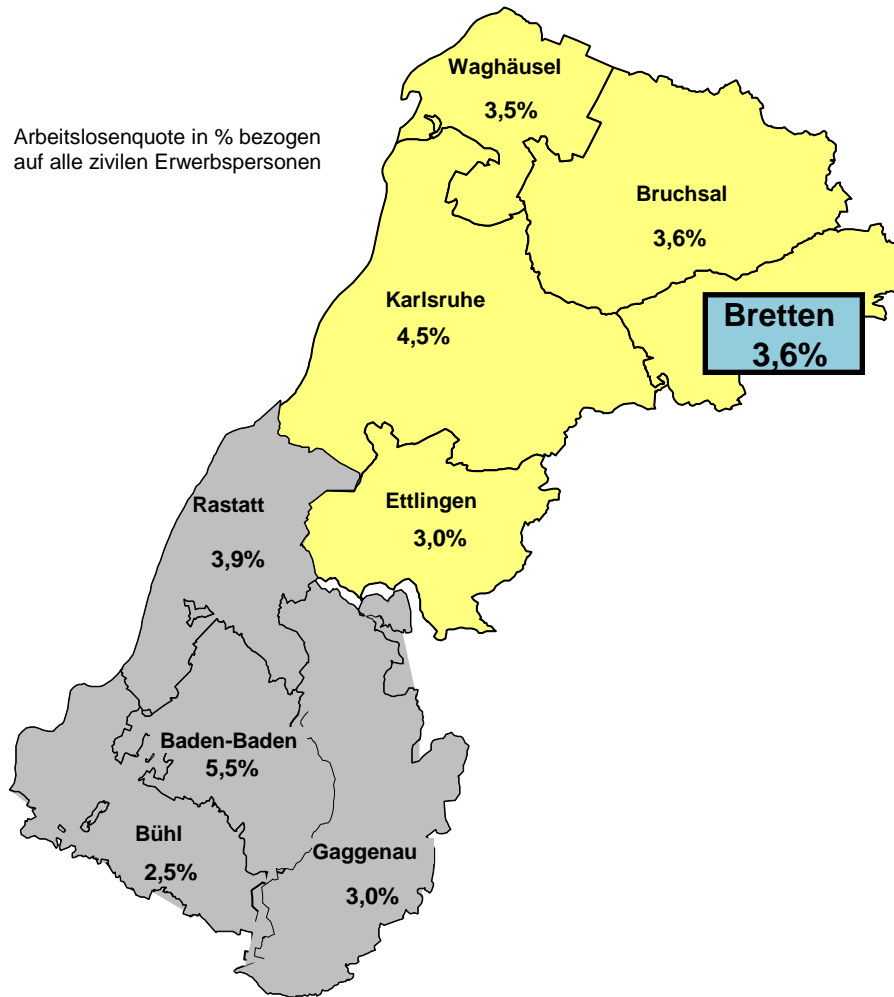 Waghäusel
3,5%
Arbeitslosenquote in % bezogen
auf alle zivilen Erwerbspersonen
Bruchsal
3,6%
Karlsruhe
4,5%
Bretten
3,6%
Rastatt
3,9%
Ettlingen
3,0%
Baden-Baden
5,5%
Bühl
2,5%
Gaggenau
3,0%